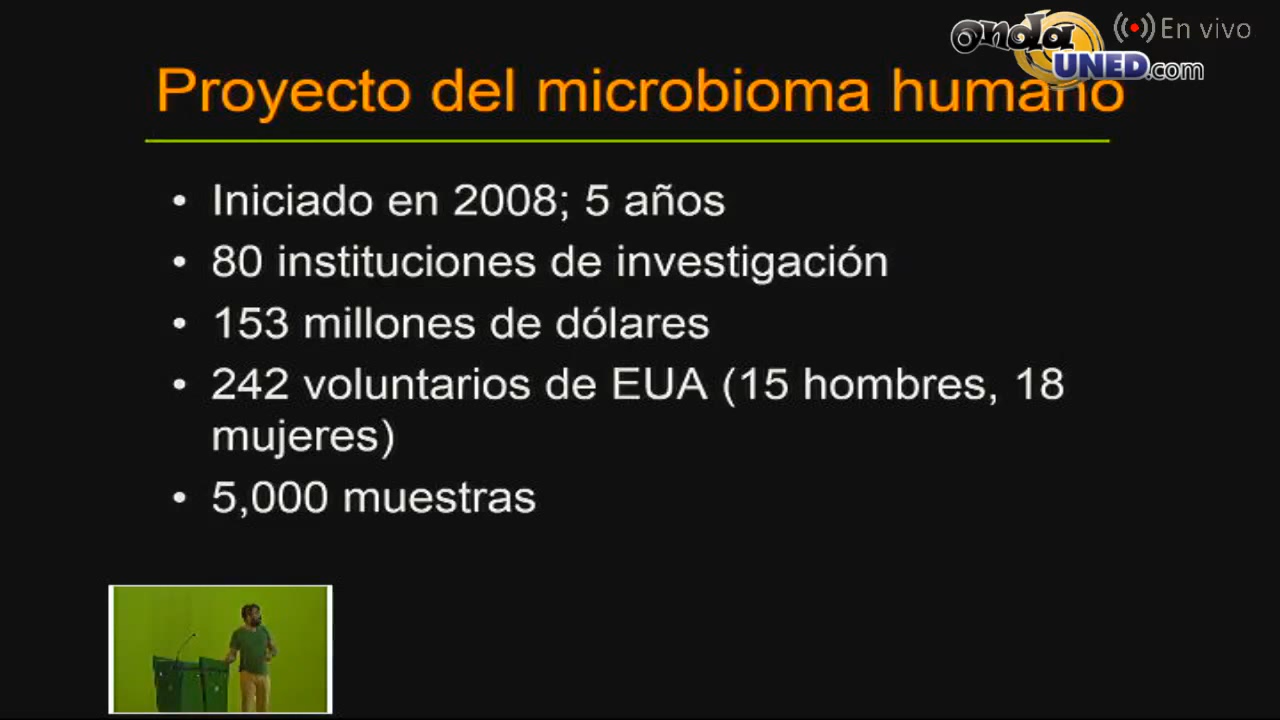 onda
UNED.com
En vivo
Proyecto del microbioma humano
• Iniciado en 2008; 5 años
• 80 instituciones de investigación
• 153 millones de dólares
• 242 voluntarios de EUA (15 hombres, 18
mujeres)
• 5,000 muestras